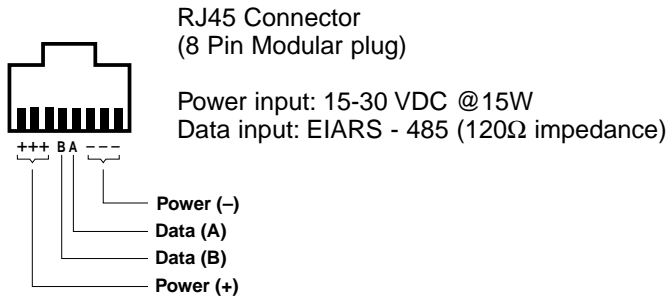 RJ45 Connector
(8 Pin Modular plug)
Power input: 15-30 VDC @15W
Data input: EIARS - 485 (120Ω impedance)
+++ B A - - -
Power (–)
Data (A)
Data (B)
Power (+)